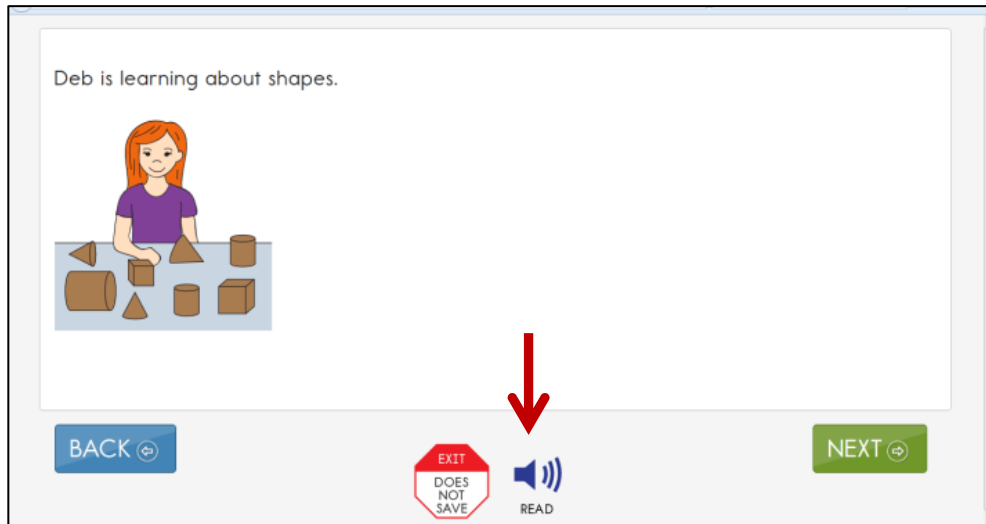 Deb is learning about shapes.
BACK
EXIT
DOES
NOT
SAVE
READ
NEXT